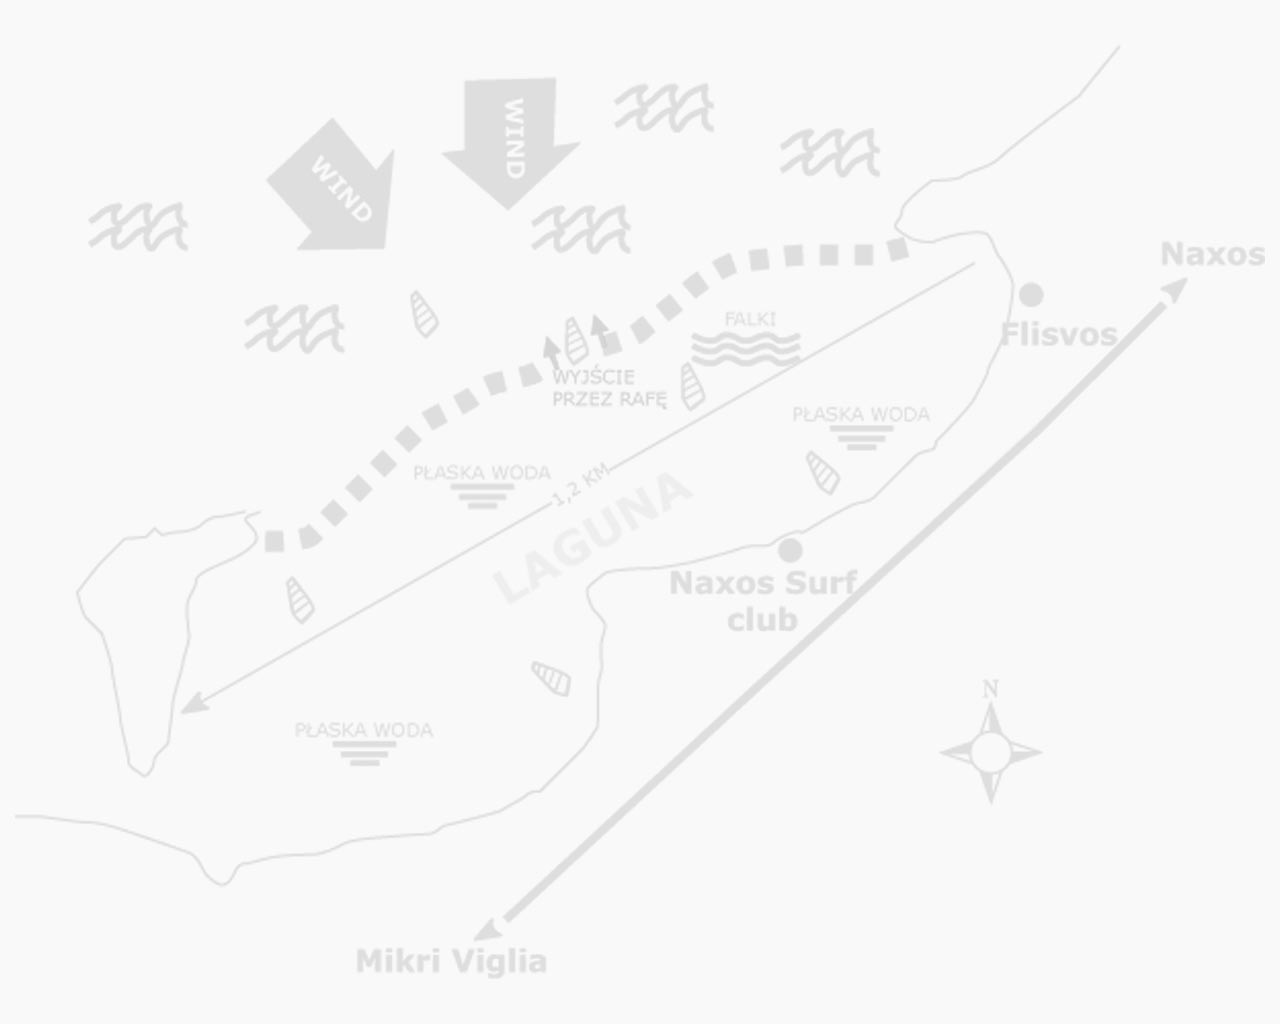 WIND
WIND
Naxos
FALKI
Flisvos
WYJŚCIE
PRZEZ RAFĘ
PŁASKA WODA
PŁASKA WODA
1,2 KM
LAGUNA
Naxos Surf
club
N
PŁASKA WODA
Mikri Viglia